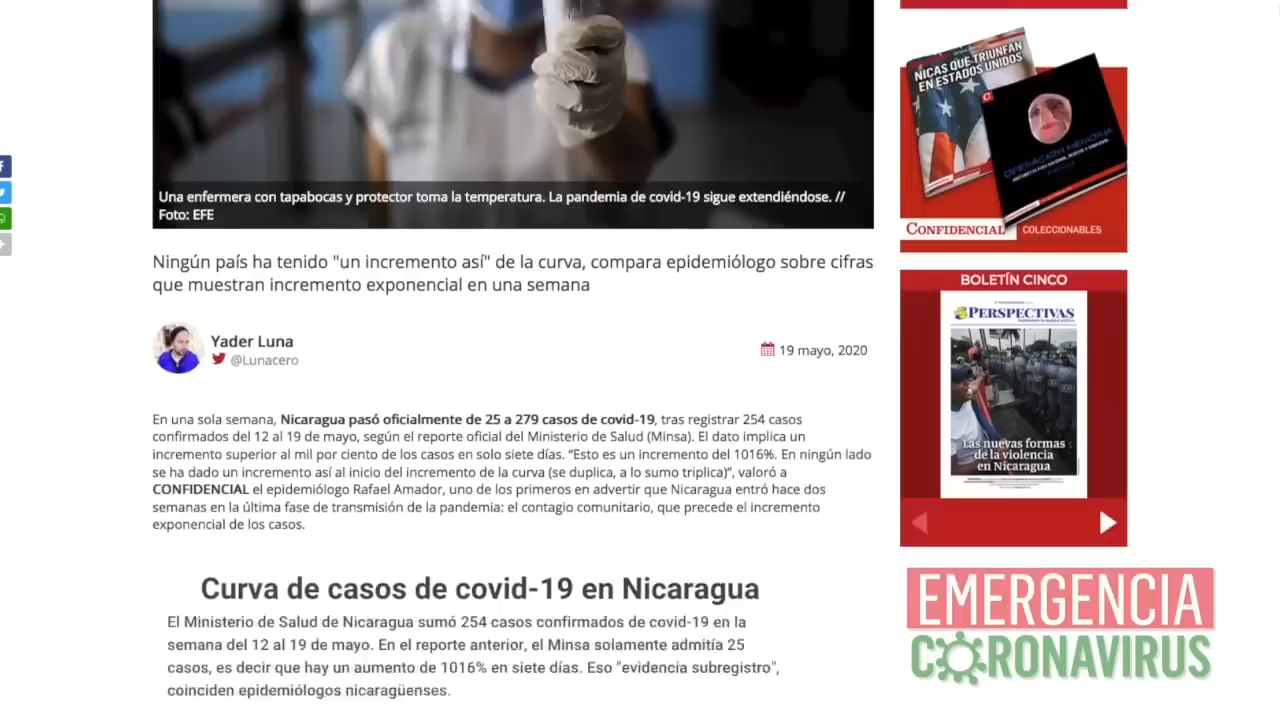 Una enfermera con tapabocas y protector toma la temperatura. La pandemia de covid-19 sigue extendiéndose. //
Foto: EFE
Ningún país ha tenido "un incremento así" de la curva, compara epidemiólogo sobre cifras
que muestran incremento exponencial en una semana
Yader Luna
@Lunacero
19 mayo, 2020
En una sola semana, Nicaragua pasó oficialmente de 25 a 279 casos de covid-19, tras registrar 254 casos
confirmados del 12 al 19 de mayo, según el reporte oficial del Ministerio de Salud (Minsa). El dato implica un
incremento superior al mil por ciento de los casos en solo siete días. “Esto es un incremento del 1016%. En ningún lado
se ha dado un incremento así al inicio del incremento de la curva (se duplica, a lo sumo triplica)”, valoró a
CONFIDENCIAL el epidemiólogo Rafael Amador, uno de los primeros en advertir que Nicaragua entró hace dos
semanas en la última fase de transmisión de la pandemia: el contagio comunitario, que precede el incremento
exponencial de los casos.
Curva de casos de covid-19 en Nicaragua
El Ministerio de Salud de Nicaragua sumó 254 casos confirmados de covid-19 en la
semana del 12 al 19 de mayo. En el reporte anterior, el Minsa solamente admitía 25
casos, es decir que hay un aumento de 1016% en siete días. Eso "evidencia subregistro",
coinciden epidemiólogos nicaragüenses.
NICAS QUE TRIUNFAN
EN ESTADOS UNIDOS
OPERACIÓN MEMORIA
CONFIDENCIAL
COLECCIONABLES
BOLETÍN CINCO
PERSPECTIVAS
Las nuevas formas
de la violencia
en Nicaragua
EMERGENCIA
CORONAVIRUS